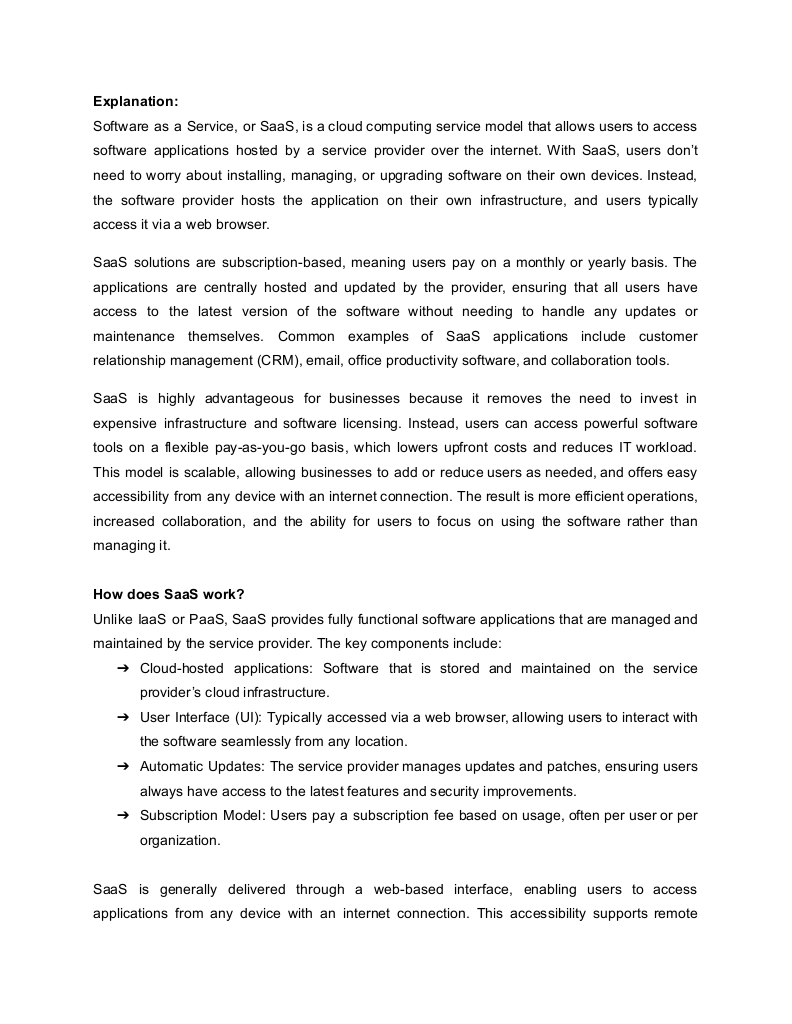 Explanation:
Software as a Service, or SaaS, is a cloud computing service model that allows users to access
software applications hosted by a service provider over the internet. With SaaS, users don’t
need to worry about installing, managing, or upgrading software on their own devices. Instead,
the software provider hosts the application on their own infrastructure, and users typically
access it via a web browser.
SaaS solutions are subscription-based, meaning users pay on a monthly or yearly basis. The
applications are centrally hosted and updated by the provider, ensuring that all users have
access to the latest version of the software without needing to handle any updates or
maintenance themselves. Common examples of SaaS applications include customer
relationship management (CRM), email, office productivity software, and collaboration tools.
SaaS is highly advantageous for businesses because it removes the need to invest in
expensive infrastructure and software licensing. Instead, users can access powerful software
tools on a flexible pay-as-you-go basis, which lowers upfront costs and reduces IT workload.
This model is scalable, allowing businesses to add or reduce users as needed, and offers easy
accessibility from any device with an internet connection. The result is more efficient operations,
increased collaboration, and the ability for users to focus on using the software rather than
managing it.
How does SaaS work?
Unlike IaaS or PaaS, SaaS provides fully functional software applications that are managed and
maintained by the service provider. The key components include:
➔ Cloud-hosted applications: Software that is stored and maintained on the service
provider’s cloud infrastructure.
➔ User Interface (UI): Typically accessed via a web browser, allowing users to interact with
the software seamlessly from any location.
➔ Automatic Updates: The service provider manages updates and patches, ensuring users
always have access to the latest features and security improvements.
➔ Subscription Model: Users pay a subscription fee based on usage, often per user or per
organization.
SaaS is generally delivered through a web-based interface, enabling users to access
applications from any device with an internet connection. This accessibility supports remote